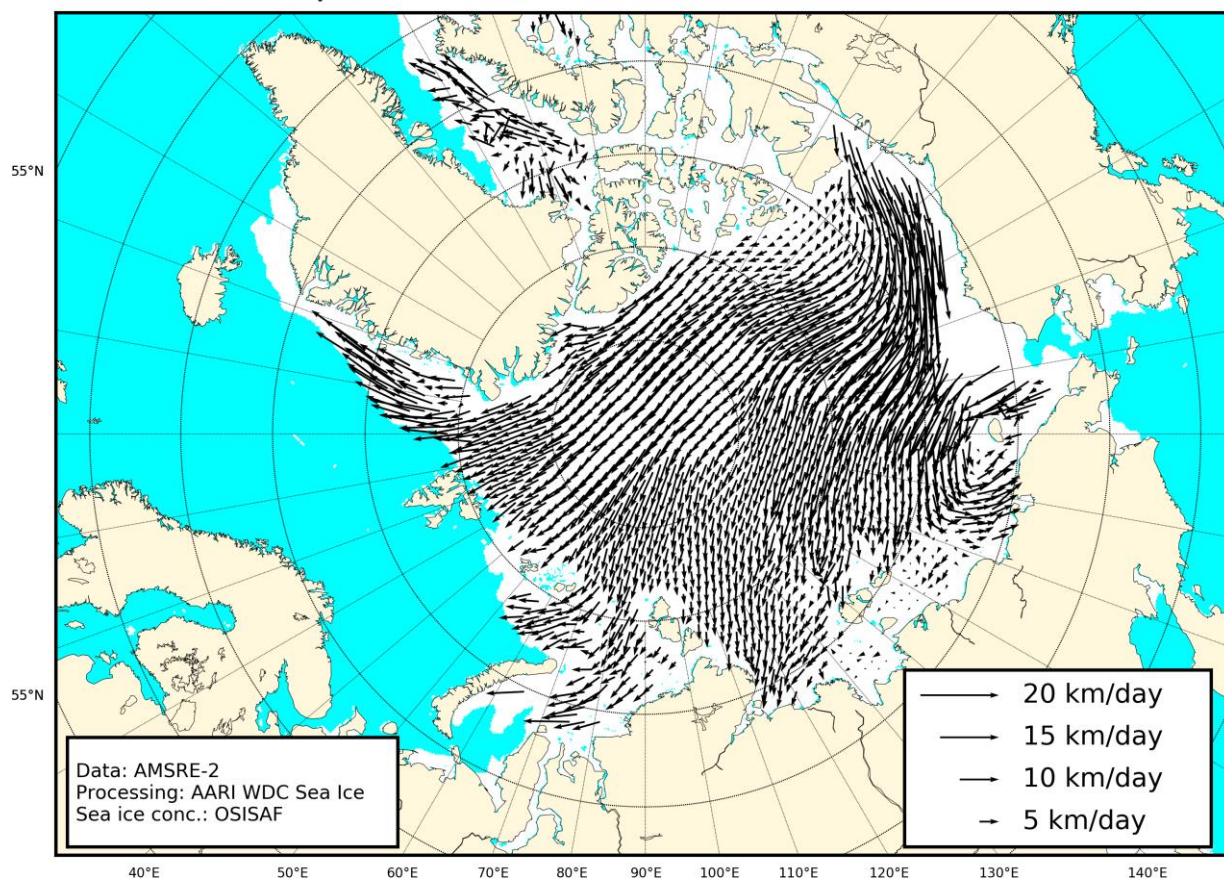 55°N
55°N
Data: AMSRE-2
Processing: AARI WDC Sea Ice
Sea ice conc.: OSISAF
20 km/day
15 km/day
10 km/day
5 km/day
40°E 50°E 60°E 70°E 80°E 90°E 100°E 110°E 120°E 130°E 140°E